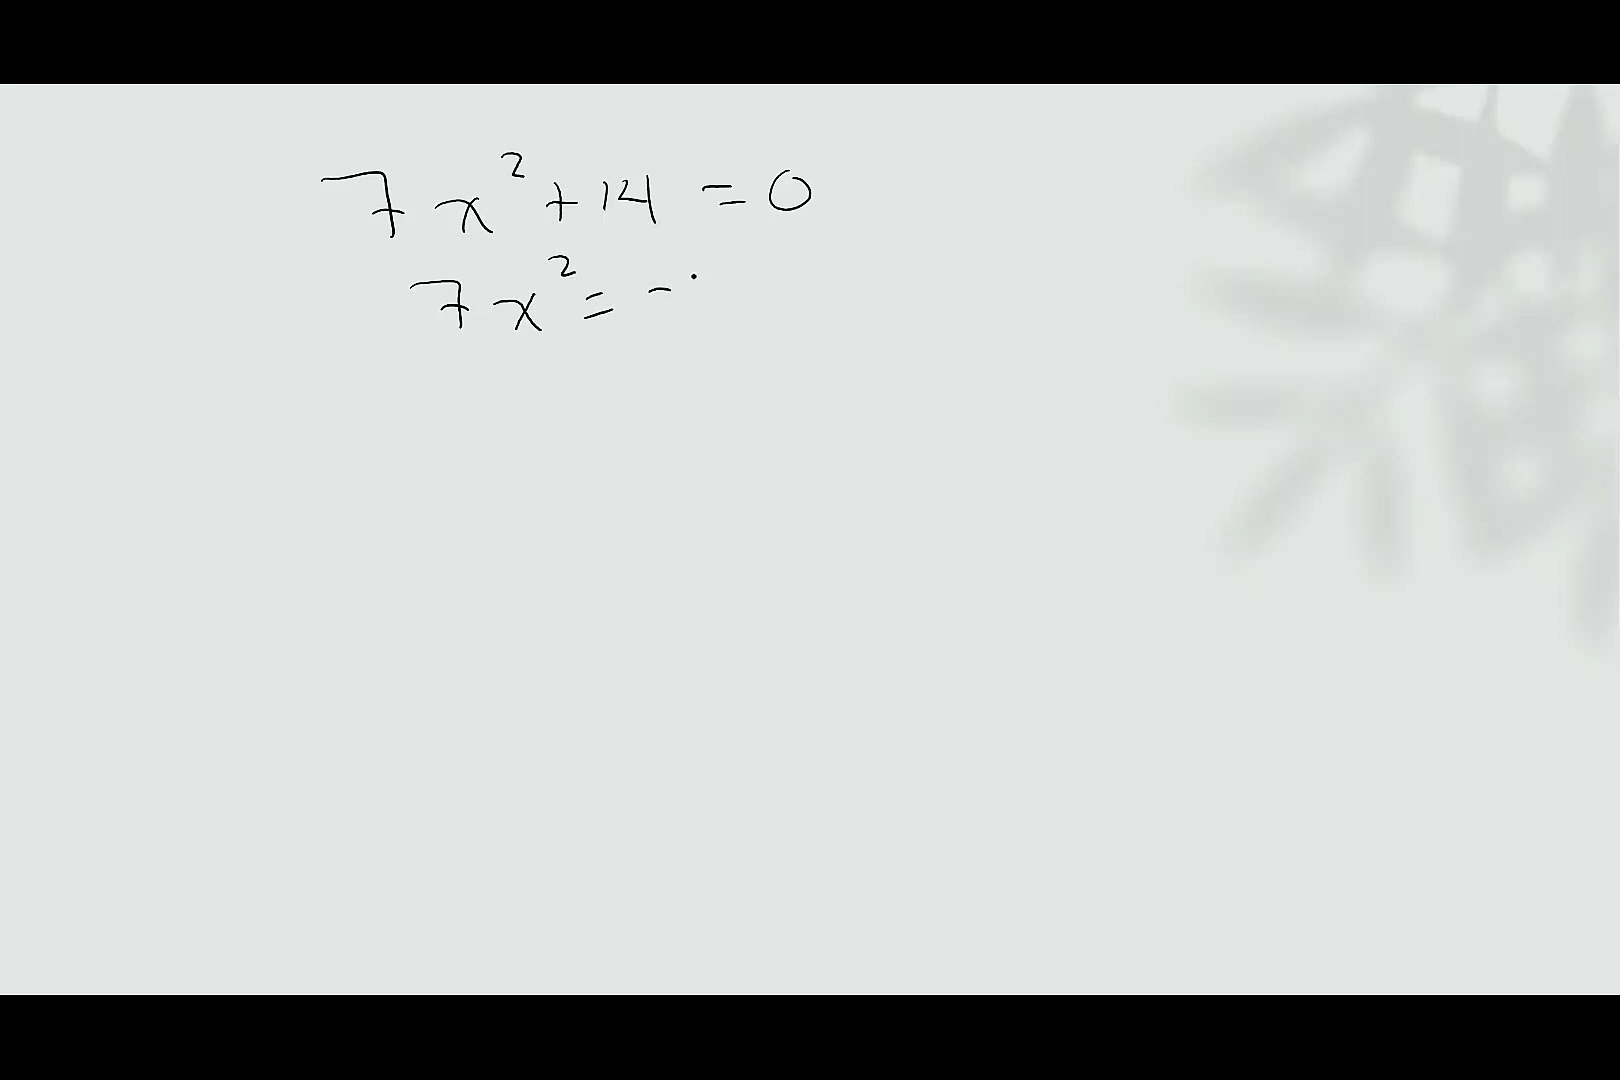 7x² + 14 = 0
7x² = -